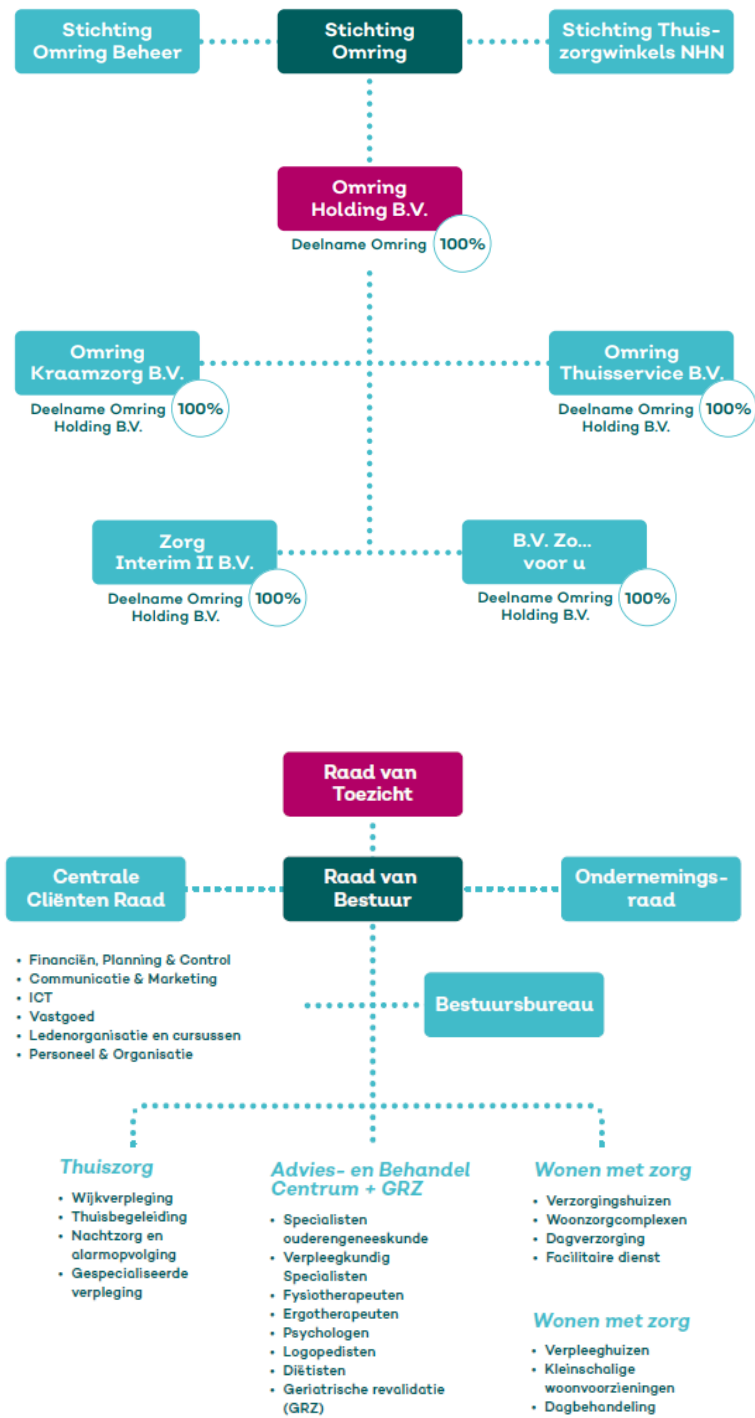 Stichting
Omring Beheer
Stichting
Omring
Stichting Thuis-
zorgwinkels NHN
Omring
Holding B.V.
Deelname Omring
100%
Omring
Kraamzorg B.V.
Deelname Omring
Holding B.V.
100%
Omring
Thuisservice B.V.
Deelname Omring
Holding B.V.
100%
Zorg
Interim II B.V.
Deelname Omring
Holding B.V.
100%
B.V. Zo...
voor u
Deelname Omring
Holding B.V.
100%
Raad van
Toezicht
Centrale
Cliënten Raad
Raad van
Bestuur
Ondernemings-
raad
• Financiën, Planning & Control
• Communicatie & Marketing
• ICT
• Vastgoed
• Ledenorganisatie en cursussen
• Personeel & Organisatie
Bestuursbureau
Thuiszorg
• Wijkverpleging
• Thuisbegeleiding
• Nachtzorg en
alarmopvolging
• Gespecialiseerde
verpleging
Advies- en Behandel
Centrum + GRZ
• Specialisten
ouderengeneeskunde
• Verpleegkundig
Specialisten
• Fysiotherapeuten
• Ergotherapeuten
• Psychologen
• Logopedisten
• Diëtisten
• Geriatrische revalidatie
(GRZ)
Wonen met zorg
• Verzorgingshuizen
• Woonzorgcomplexen
• Dagverzorging
• Facilitaire dienst
Wonen met zorg
• Verpleeghuizen
• Kleinschalige
woonvoorzieningen
• Dagbehandeling